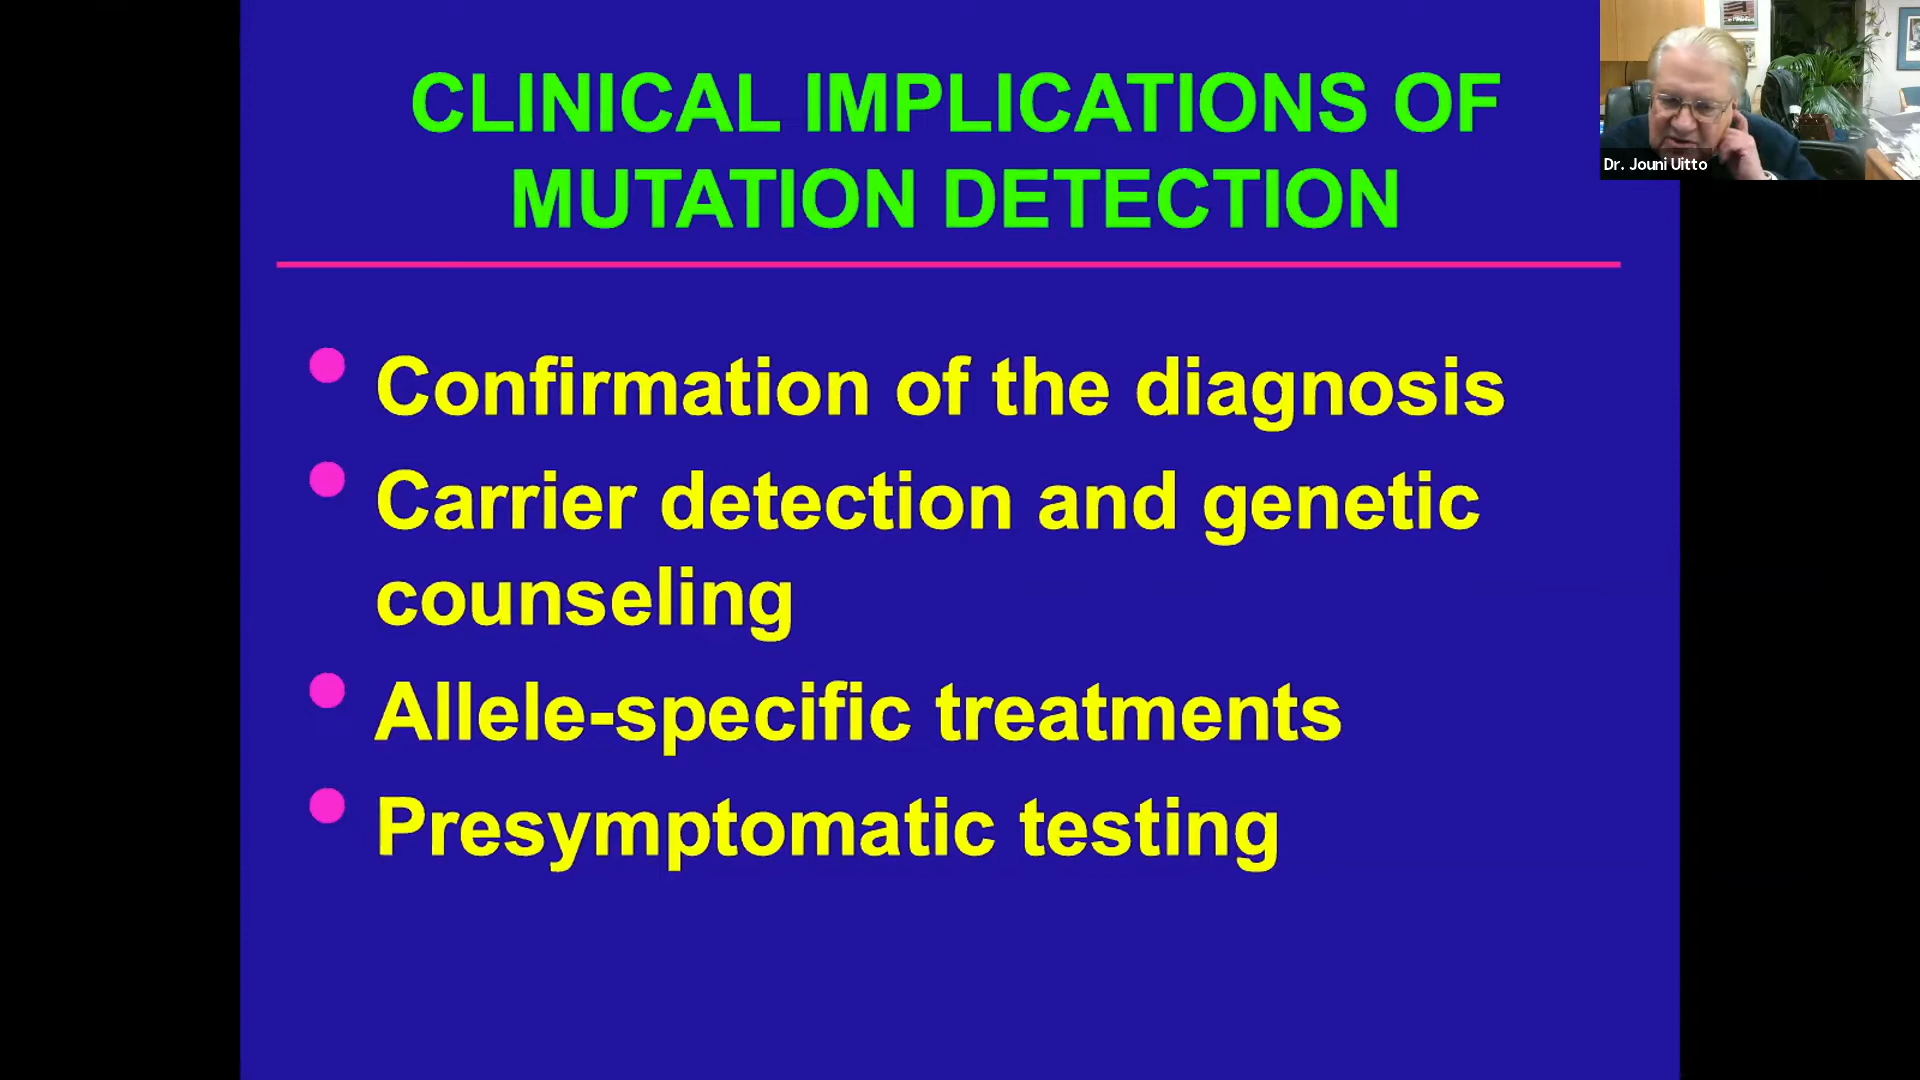 CLINICAL IMPLICATIONS OF
MUTATION DETECTION
Dr. Jouni Uitto
• Confirmation of the diagnosis
• Carrier detection and genetic
counseling
• Allele-specific treatments
• Presymptomatic testing